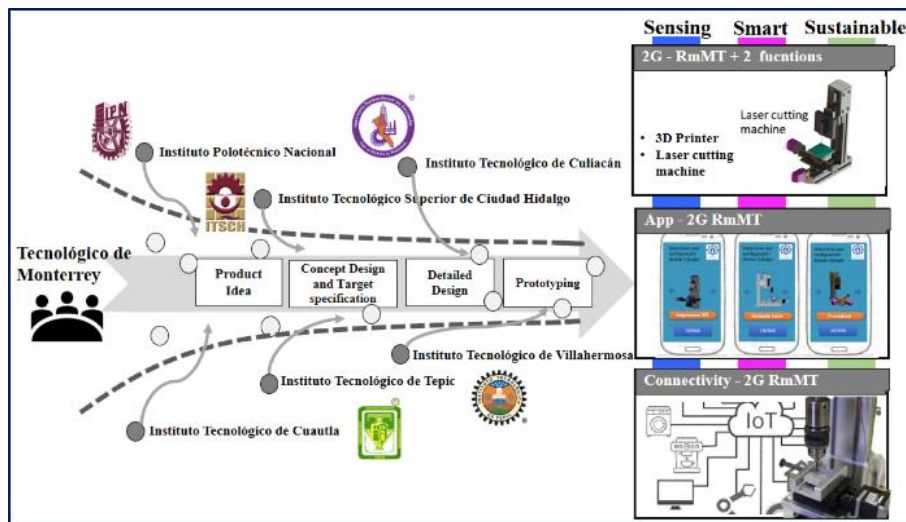 Sensing Smart Sustainable
2G - RmMT + 2 fucntions
Laser cutting
machine
• 3D Printer
• Laser cutting
machine
App - 2G RmMT
Connectivity - 2G RmMT
IoT
IPN
Instituto Polotécnico Nacional
Instituto Tecnológico de Culiacán
ITSCH
Instituto Tecnológico Superior de Ciudad Hidalgo
Tecnológico de
Monterrey
Product
Idea
Concept Design
and Target
specification
Detailed
Design
Prototyping
Instituto Tecnológico de Villahermosa
Instituto Tecnológico de Tepic
Instituto Tecnológico de Cuautla